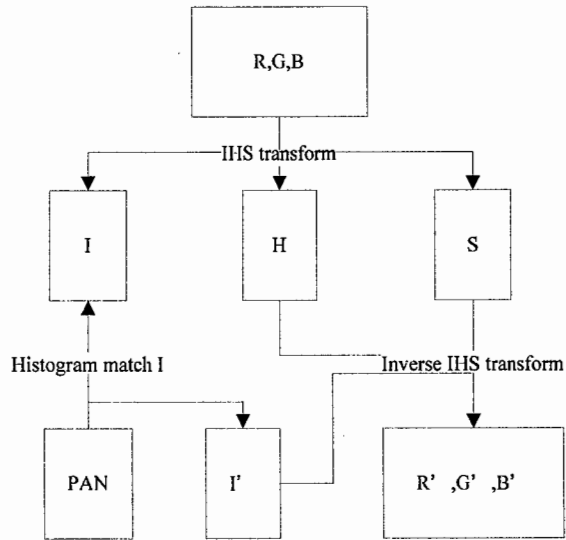 R,G,B
IHS transform
I
H
S
Histogram match I
Inverse IHS transform
PAN
I'
R' ,G' ,B'